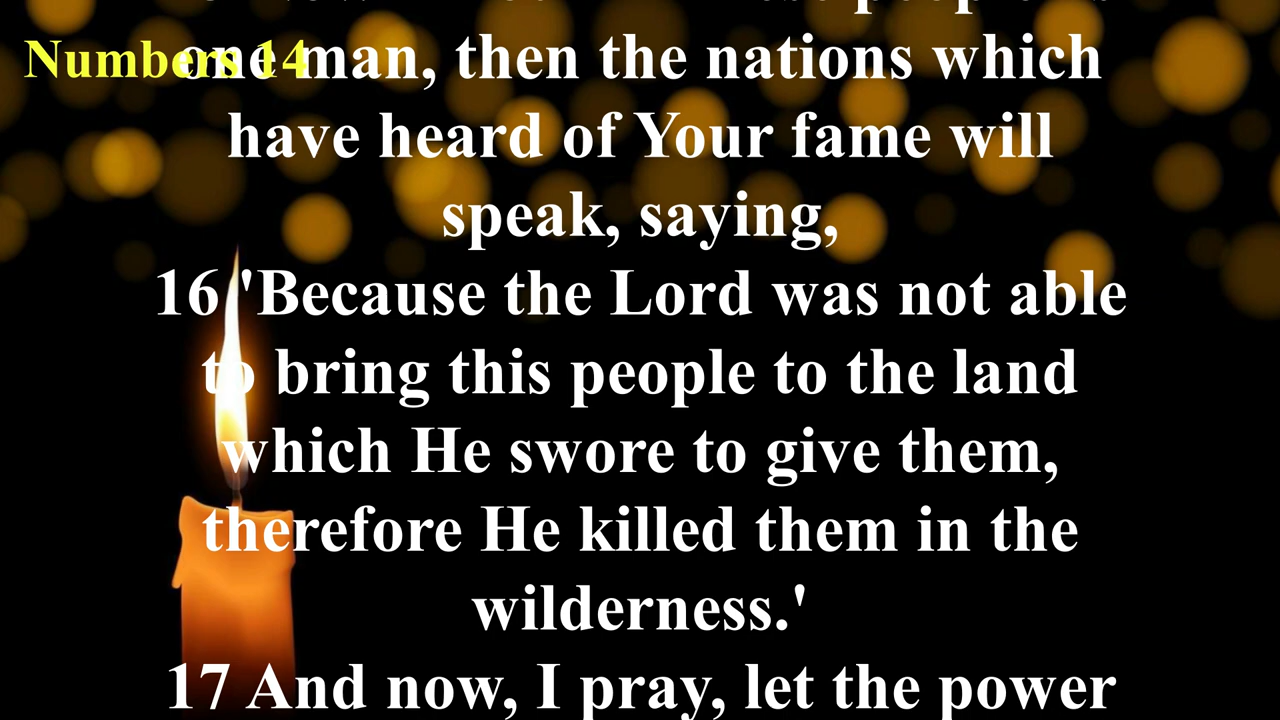 Numbers 14
one man, then the nations which
have heard of Your fame will
speak, saying,
16 'Because the Lord was not able
to bring this people to the land
which He swore to give them,
therefore He killed them in the
wilderness.'
17 And now, I pray, let the power